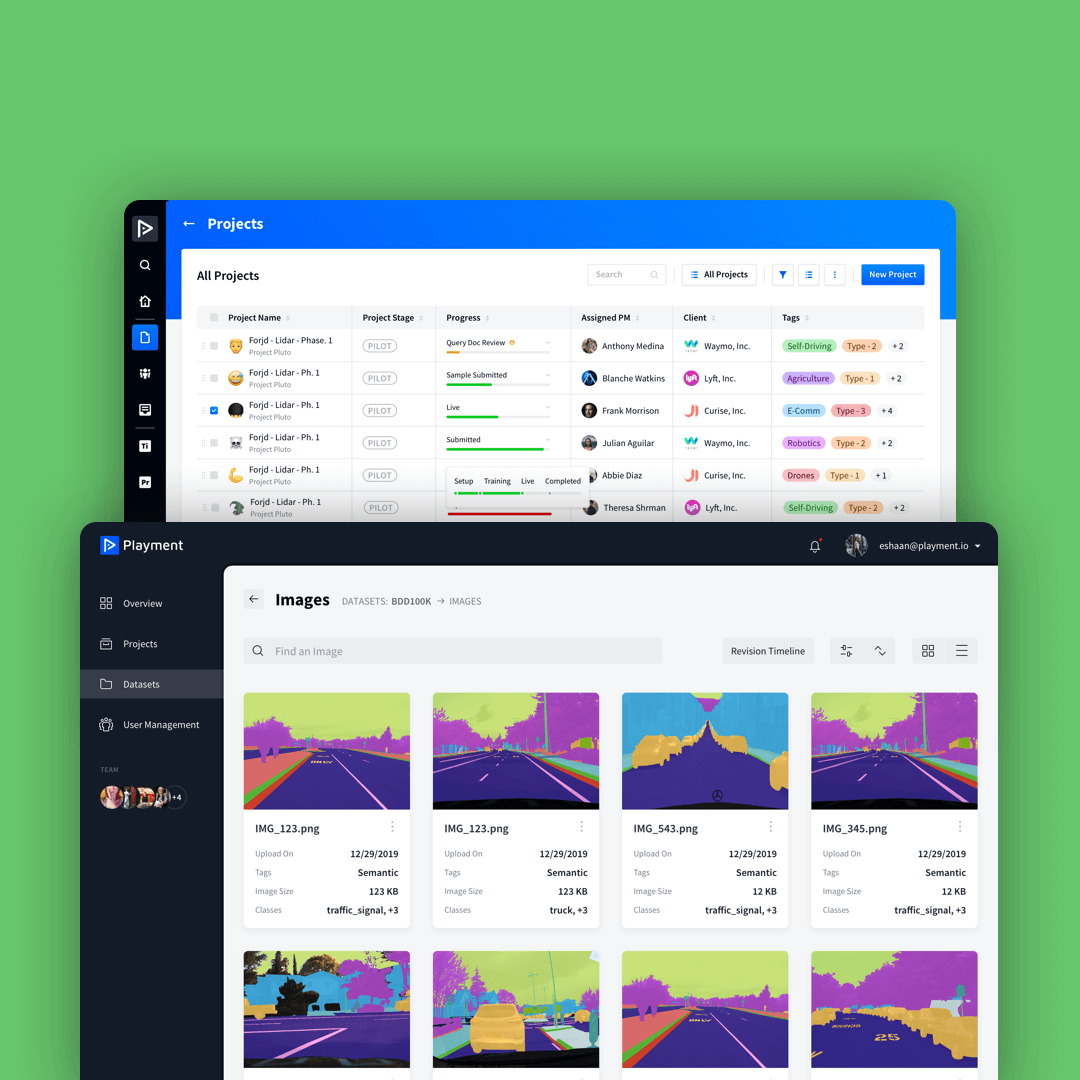 Projects
All Projects
Search
All Projects
New Project
Project Name
Project Stage
Progress
Assigned PM
Client
Tags
Forjd - Lidar - Phase. 1
Project Pluto
PILOT
Query Doc Review
Anthony Medina
Waymo, Inc.
Self-Driving
Type - 2
+ 2
Forjd - Lidar - Ph. 1
Project Pluto
PILOT
Sample Submitted
Blanche Watkins
Lyft, Inc.
Agriculture
Type - 1
+ 2
Forjd - Lidar - Ph. 1
Project Pluto
PILOT
Live
Frank Morrison
Curise, Inc.
E-Comm
Type - 3
+ 4
Forjd - Lidar - Ph. 1
Project Pluto
PILOT
Submitted
Julian Aguilar
Waymo, Inc.
Robotics
Type - 2
+ 2
Forjd - Lidar - Ph. 1
Project Pluto
PILOT
Setup
Training
Live
Completed
Abbie Diaz
Curise, Inc.
Drones
Type - 1
+ 1
Forjd - Lidar - Ph. 1
Project Pluto
PILOT
Theresa Shrman
Lyft, Inc.
Self-Driving
Type - 2
+ 2
Ti
Pr
Playment
eshaan@playment.io
Overview
Projects
Datasets
User Management
TEAM
+4
Images
DATASETS: BDD100K → IMAGES
Find an Image
Revision Timeline
IMG_123.png
Upload On 12/29/2019
Tags Semantic
Image Size 123 KB
Classes traffic_signal, +3
IMG_123.png
Upload On 12/29/2019
Tags Semantic
Image Size 123 KB
Classes truck, +3
IMG_543.png
Upload On 12/29/2019
Tags Semantic
Image Size 12 KB
Classes traffic_signal, +3
IMG_345.png
Upload On 12/29/2019
Tags Semantic
Image Size 12 KB
Classes traffic_signal, +3
25